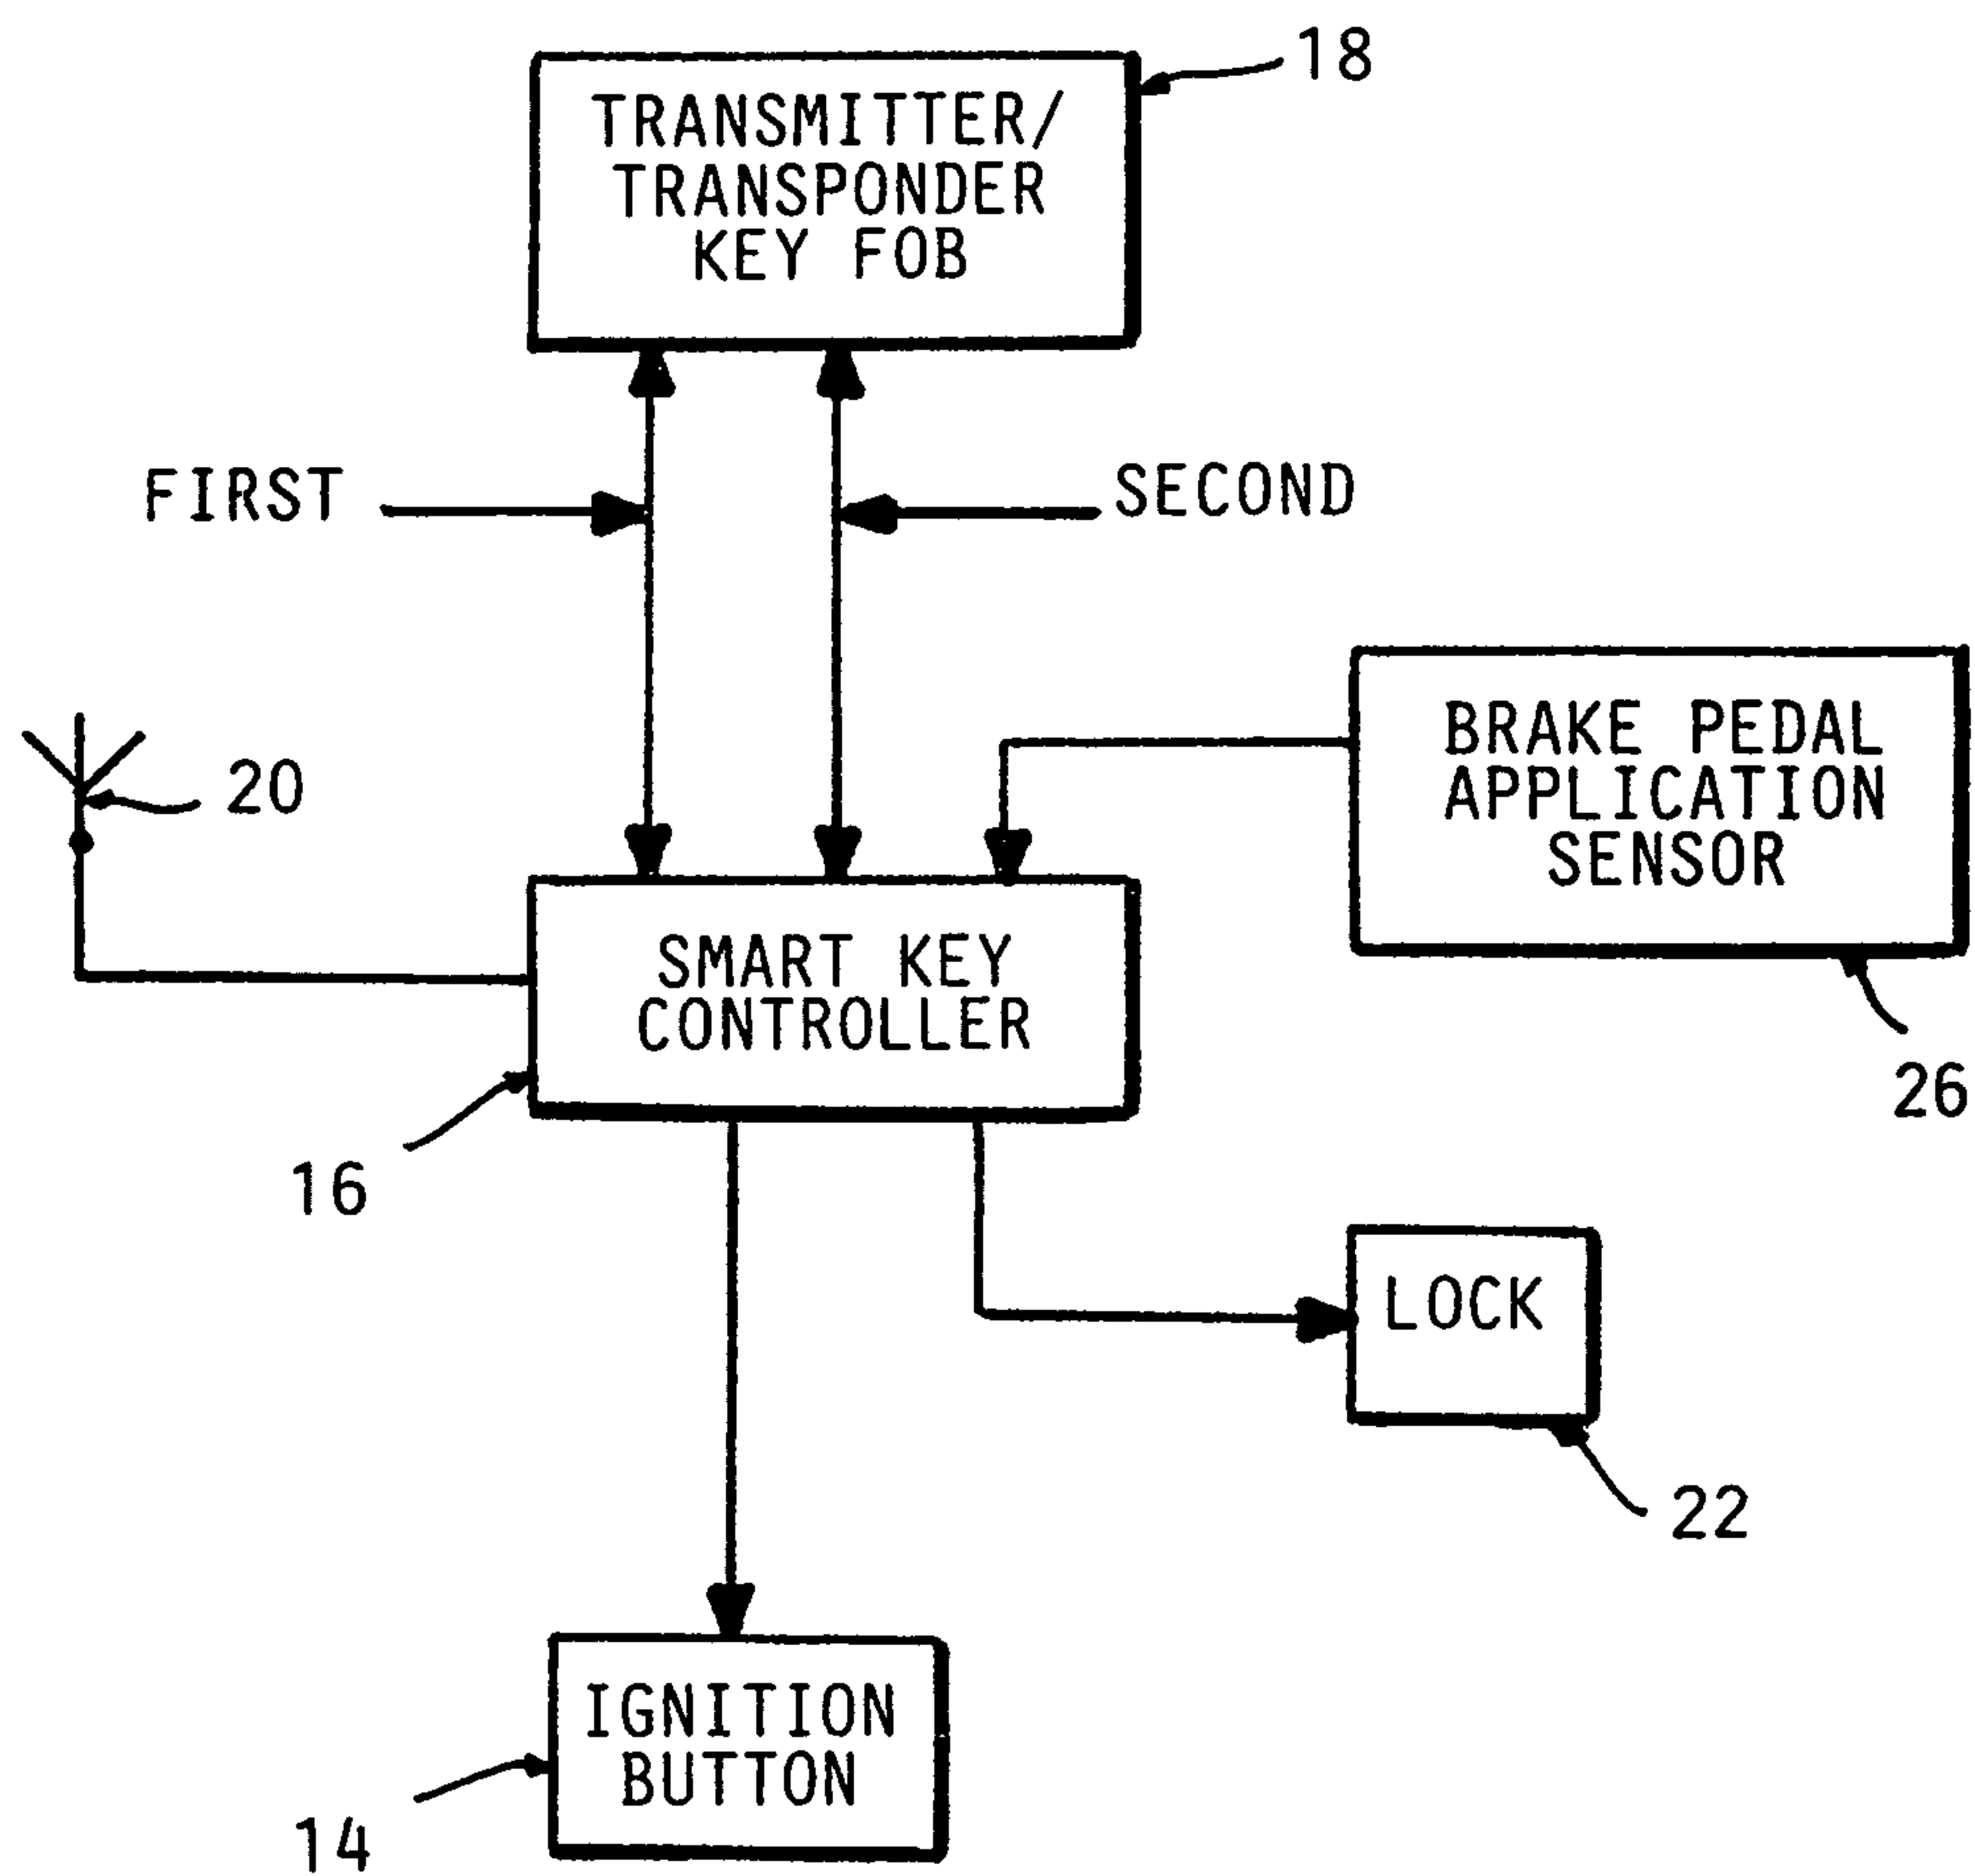 18
TRANSMITTER/
TRANSPONDER
KEY FOB
FIRST
SECOND
BRAKE PEDAL
APPLICATION
SENSOR
20
SMART KEY
CONTROLLER
26
16
LOCK
22
IGNITION
BUTTON
14